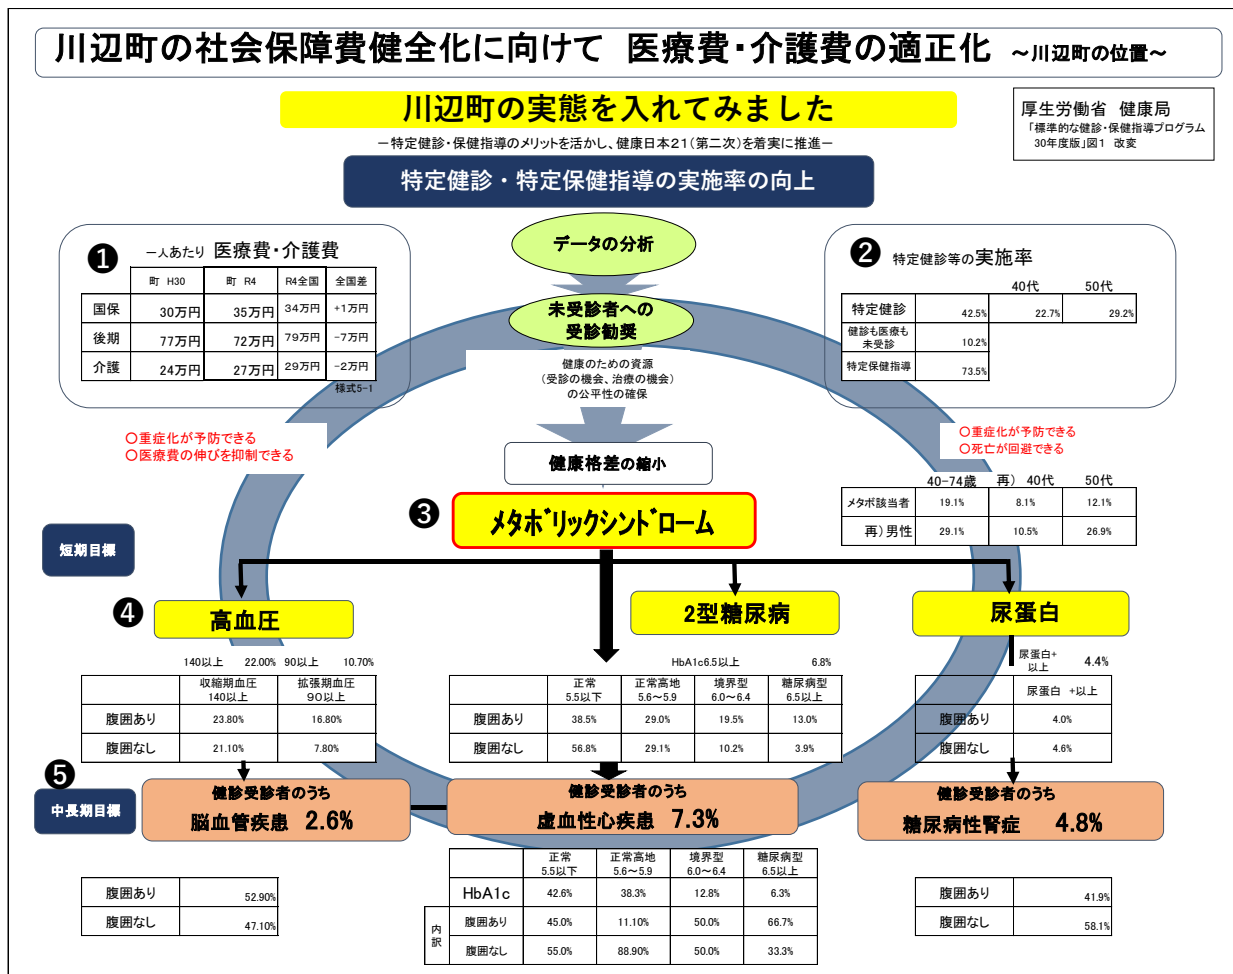 川辺町の社会保障費健全化に向けて 医療費・介護費の適正化 ～川辺町の位置～
川辺町の実態を入れてみました
－特定健診・保健指導のメリットを活かし、健康日本21(第二次)を着実に推進－
厚生労働省 健康局
「標準的な健診・保健指導プログラム
30年度版」図1 改変
特定健診・特定保健指導の実施率の向上
データの分析
未受診者への
受診勧奨
健康のための資源
(受診の機会、治療の機会)
の公平性の確保
健康格差の縮小
❶ 一人あたり 医療費・介護費
町 H30 町 R4 R4全国 全国差
国保 30万円 35万円 34万円 +1万円
後期 77万円 72万円 79万円 -7万円
介護 24万円 27万円 29万円 -2万円
様式5-1
❷ 特定健診等の実施率
40代 50代
特定健診 42.5% 22.7% 29.2%
健診も医療も
未受診 10.2%
特定保健指導 73.5%
○重症化が予防できる
○医療費の伸びを抑制できる
○重症化が予防できる
○死亡が回避できる
❸ メタボリックシンドローム
40-74歳 再) 40代 50代
メタボ該当者 19.1% 8.1% 12.1%
再)男性 29.1% 10.5% 26.9%
短期目標
❹ 高血圧
2型糖尿病
尿蛋白
140以上 22.00% 90以上 10.70%
収縮期血圧 拡張期血圧
140以上 90以上
腹囲あり 23.80% 16.80%
腹囲なし 21.10% 7.80%
HbA1c6.5以上 6.8%
正常 正常高地 境界型 糖尿病型
5.5以下 5.6～5.9 6.0～6.4 6.5以上
腹囲あり 38.5% 29.0% 19.5% 13.0%
腹囲なし 56.8% 29.1% 10.2% 3.9%
尿蛋白+
以上 4.4%
尿蛋白 +以上
腹囲あり 4.0%
腹囲なし 4.6%
❺
中長期目標
健診受診者のうち
脳血管疾患 2.6%
健診受診者のうち
虚血性心疾患 7.3%
健診受診者のうち
糖尿病性腎症 4.8%
腹囲あり 52.90%
腹囲なし 47.10%
正常 正常高地 境界型 糖尿病型
5.5以下 5.6～5.9 6.0～6.4 6.5以上
HbA1c 42.6% 38.3% 12.8% 6.3%
内訳
腹囲あり 45.0% 11.10% 50.0% 66.7%
腹囲なし 55.0% 88.90% 50.0% 33.3%
腹囲あり 41.9%
腹囲なし 58.1%